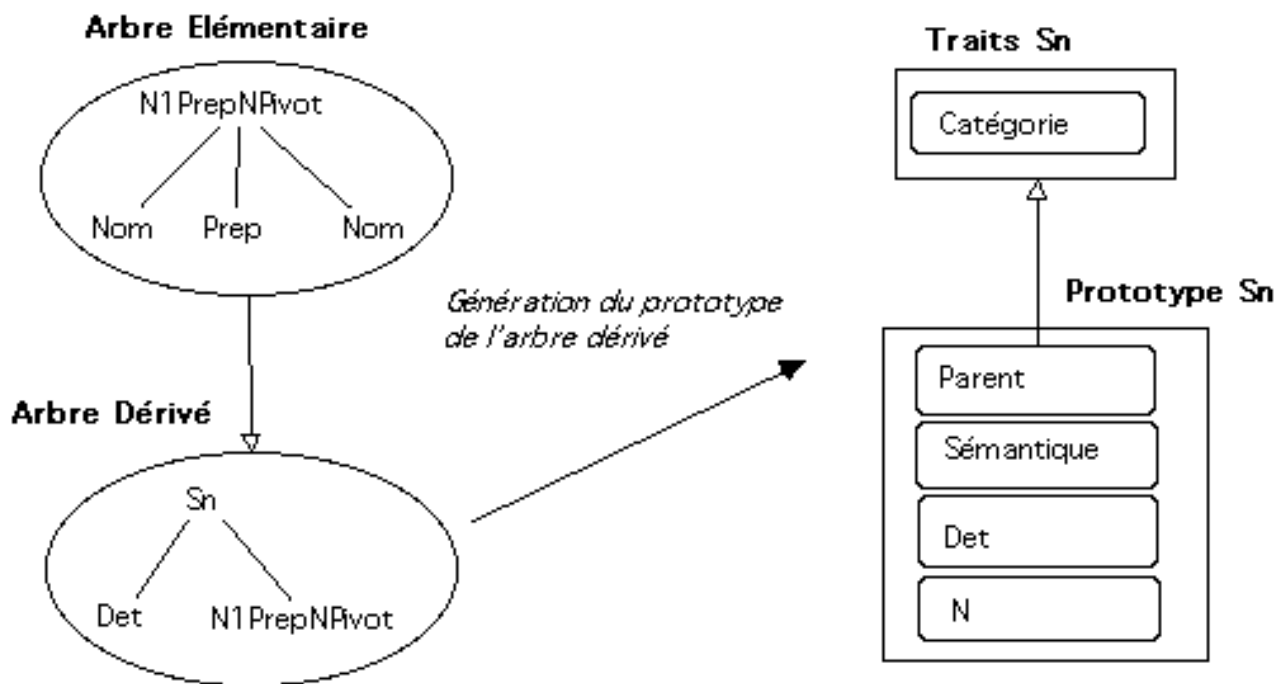 Arbre Elémentaire
N1PrepNPivot
Nom Prep Nom
Arbre Dérivé
Sn
Det N1PrepNPivot
Génération du prototype
de l'arbre dérivé
Traits Sn
Catégorie
Prototype Sn
Parent
Sémantique
Det
N